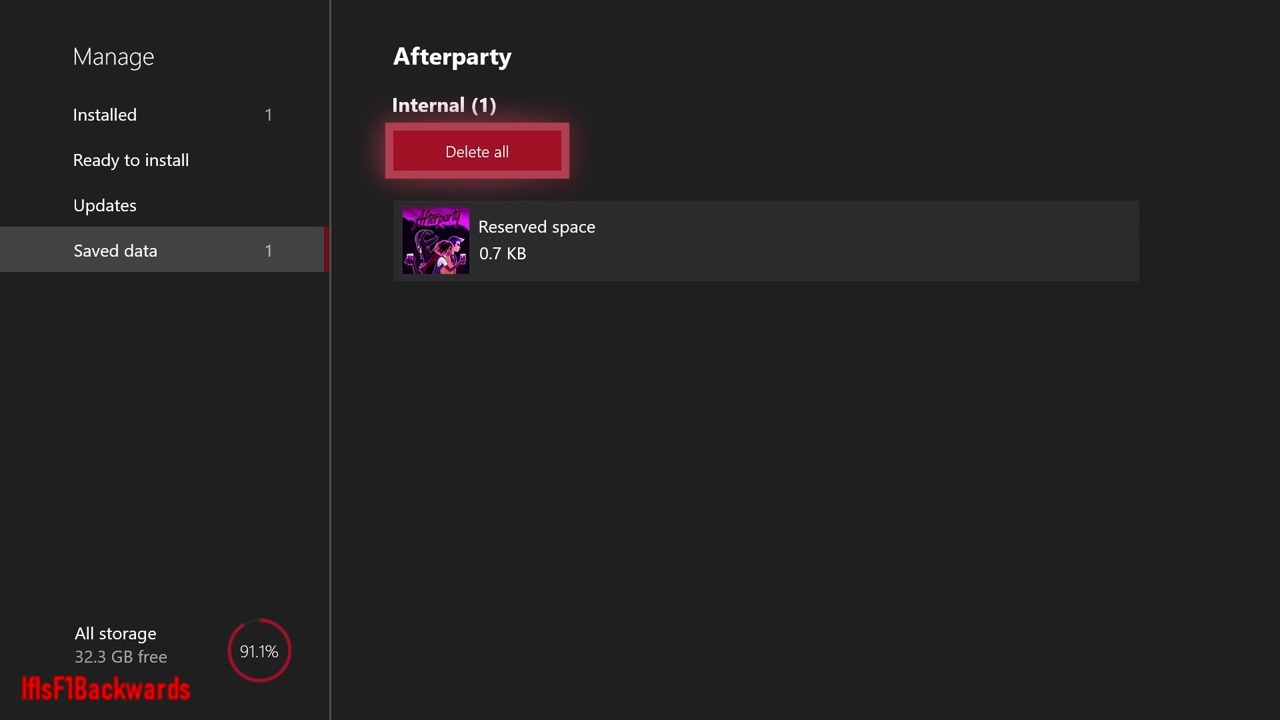 Manage
Installed 1
Ready to install
Updates
Saved data 1
All storage
32.3 GB free
91.1%
IfIsF1Backwards
Afterparty
Internal (1)
Delete all
Afterparty
Reserved space
0.7 KB